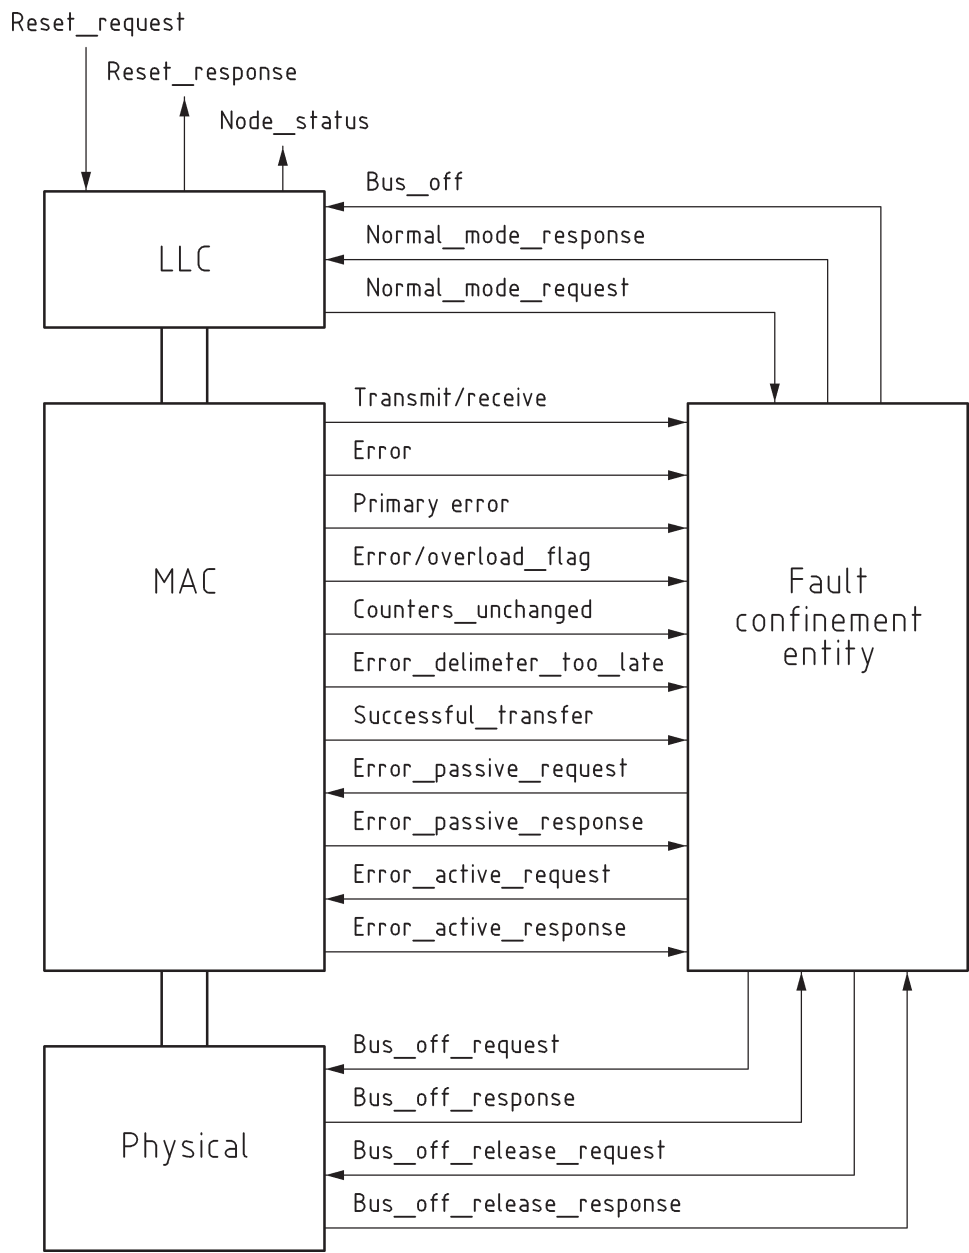 Reset_request
Reset_response
Node_status
Bus_off
Normal_mode_response
LLC
Normal_mode_request
Transmit/receive
Error
Primary error
Error/overload_flag
MAC
Fault
confinement
entity
Counters_unchanged
Error_delimeter_too_late
Successful_transfer
Error_passive_request
Error_passive_response
Error_active_request
Error_active_response
Bus_off_request
Bus_off_response
Physical
Bus_off_release_request
Bus_off_release_response